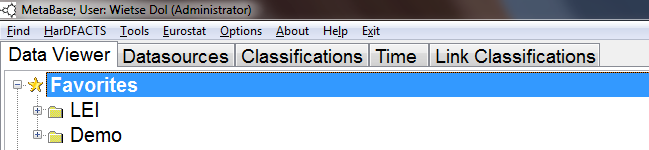 MetaBase; User: Wietse Dol (Administrator)
Find HarDFACTS Tools Eurostat Options About Help Exit
Data Viewer Datasources Classifications Time Link Classifications
Favorites
LEI
Demo